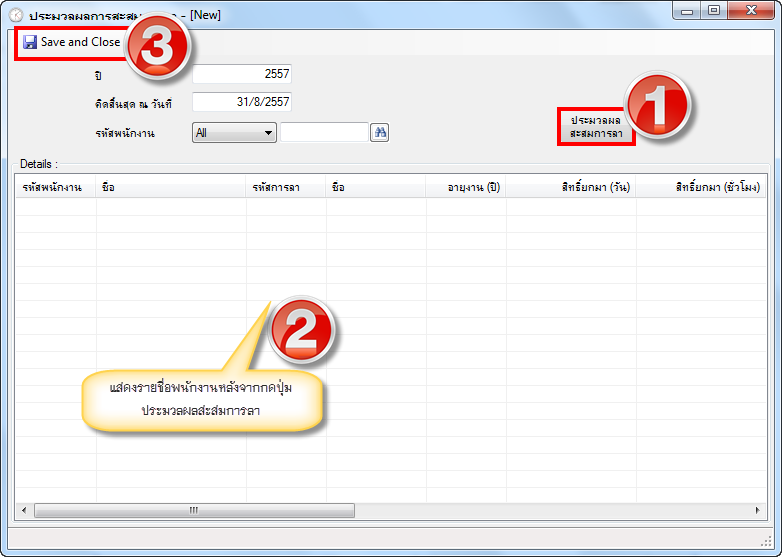 ประมวลผลการสะสมการลา - [New]
Save and Close
3
ปี
2557
คิดสิ้นสุด ณ วันที่
31/8/2557
รหัสพนักงาน
All
ประมวลผล
สะสมการลา
1
Details :
รหัสพนักงาน ชื่อ รหัสการลา ชื่อ อายุงาน (ปี) สิทธิ์ยกมา (วัน) สิทธิ์ยกมา (ชั่วโมง)
2
แสดงรายชื่อพนักงานหลังจากกดปุ่ม
ประมวลผลสะสมการลา